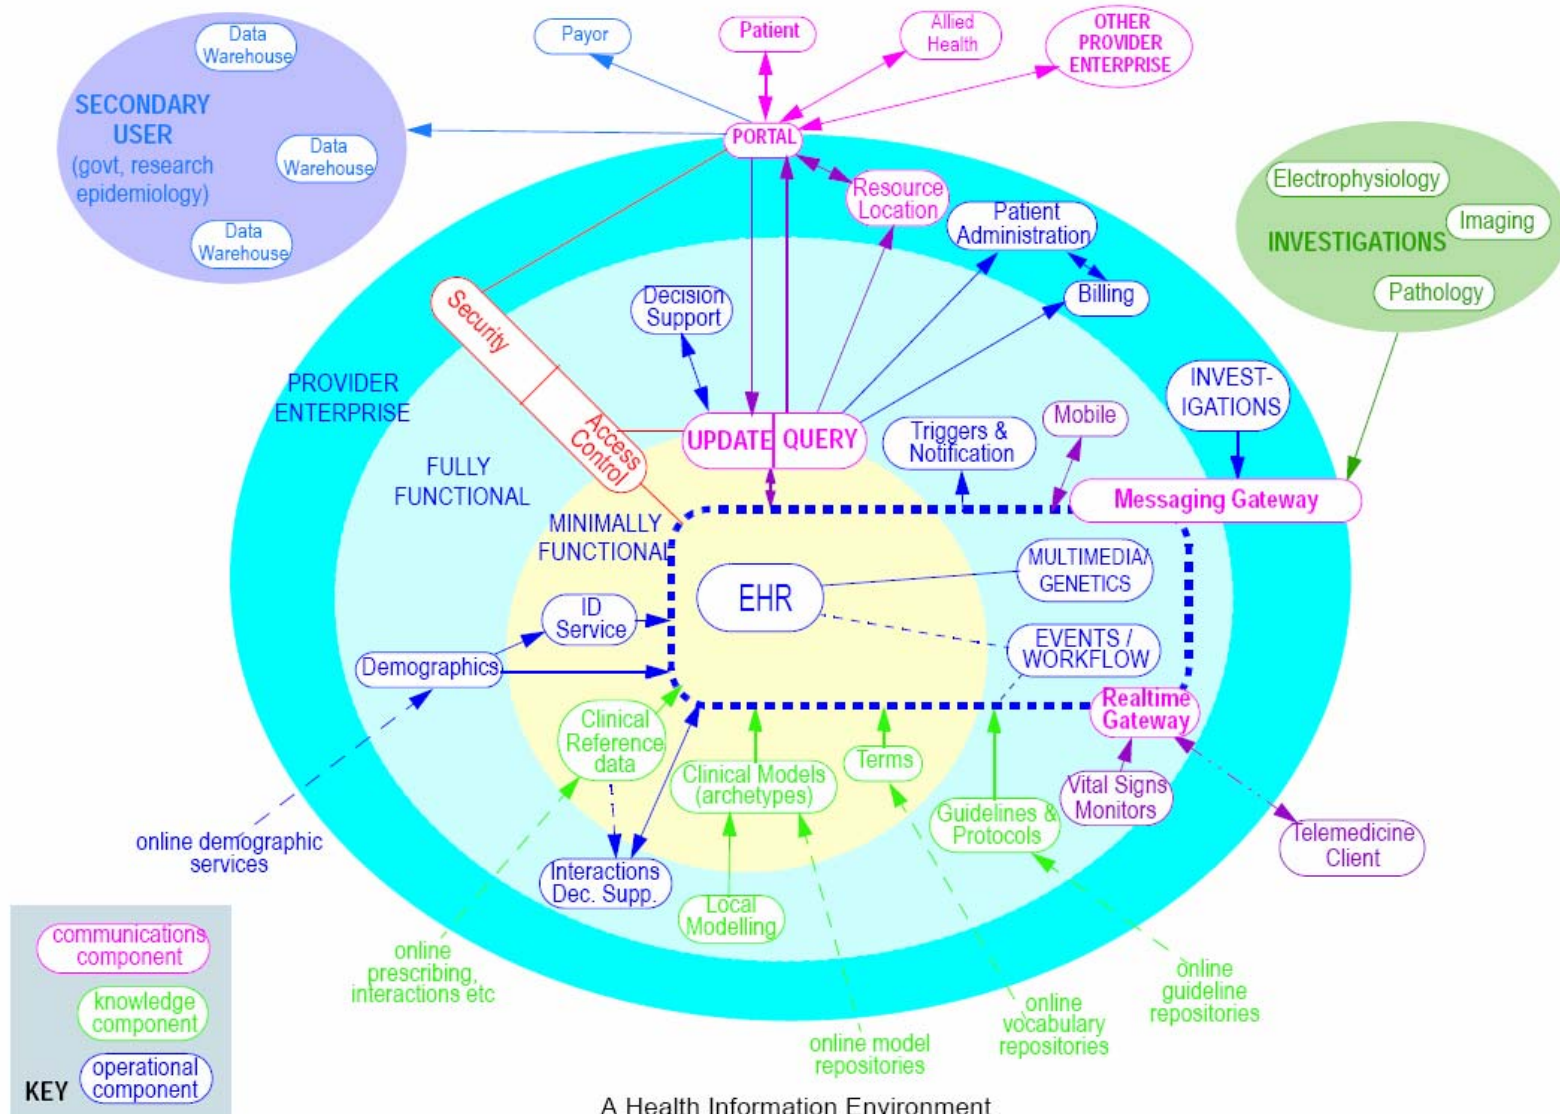 Data
Warehouse
SECONDARY
USER
(govt, research
epidemiology)
Data
Warehouse
Data
Warehouse
Payor
Patient
Allied
Health
OTHER
PROVIDER
ENTERPRISE
PORTAL
Resource
Location
Patient
Administration
Billing
Electrophysiology
Imaging
INVESTIGATIONS
Pathology
Security
Access
Control
Decision
Support
PROVIDER
ENTERPRISE
FULLY
FUNCTIONAL
MINIMALLY
FUNCTIONAL
UPDATE
QUERY
Triggers &
Notification
Mobile
INVEST-
IGATIONS
Messaging Gateway
EHR
MULTIMEDIA/
GENETICS
EVENTS /
WORKFLOW
ID
Service
Demographics
Realtime
Gateway
Clinical
Reference
data
Clinical Models
(archetypes)
Terms
Guidelines &
Protocols
Vital Signs
Monitors
Telemedicine
Client
online demographic
services
Interactions
Dec. Supp.
Local
Modelling
online
prescribing,
interactions etc
online model
repositories
online
vocabulary
repositories
online
guideline
repositories
communications
component
knowledge
component
operational
component
KEY
A Health Information Environment